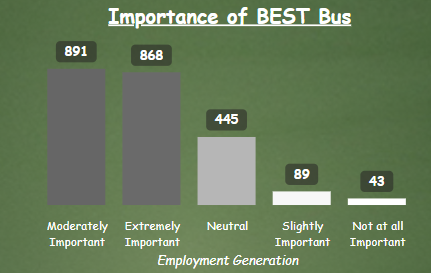 Importance of BEST Bus
891
868
445
89
43
Moderately Important
Extremely Important
Neutral
Slightly Important
Not at all Important
Employment Generation